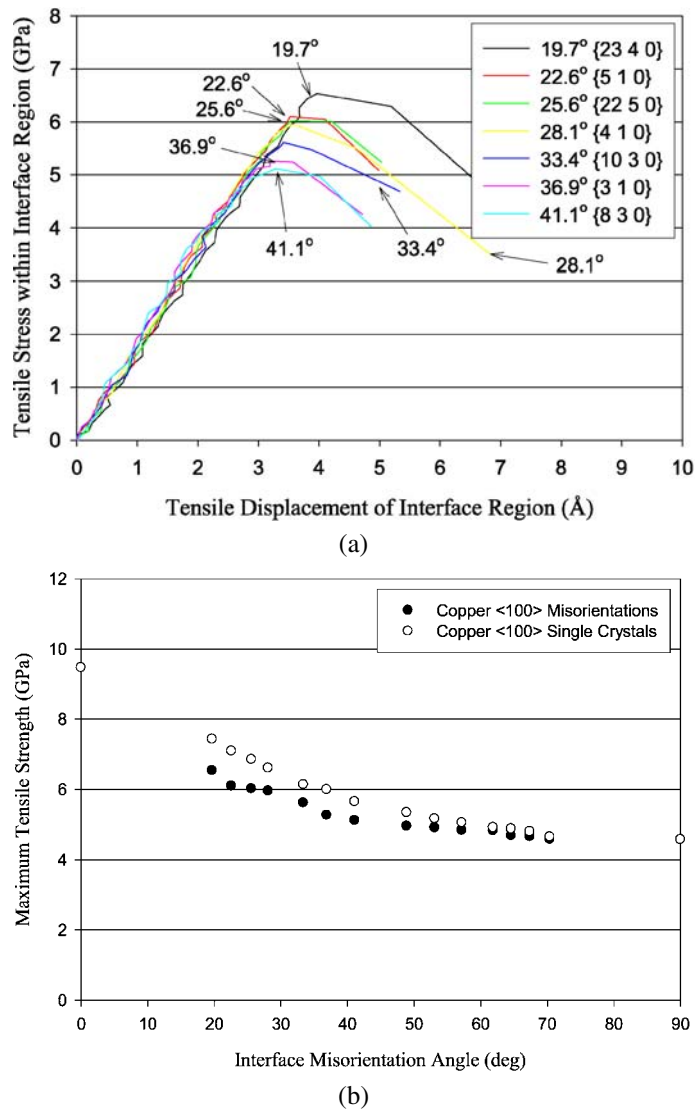 8
7
6
5
4
3
2
1
0
Tensile Stress within Interface Region (GPa)
19.7°
22.6°
25.6°
36.9°
41.1°
33.4°
28.1°
19.7° {23 4 0}
22.6° {5 1 0}
25.6° {22 5 0}
28.1° {4 1 0}
33.4° {10 3 0}
36.9° {3 1 0}
41.1° {8 3 0}
0 1 2 3 4 5 6 7 8 9 10
Tensile Displacement of Interface Region (Å)
(a)
12
10
8
6
4
2
0
Maximum Tensile Strength (GPa)
Copper <100> Misorientations
Copper <100> Single Crystals
0 10 20 30 40 50 60 70 80 90
Interface Misorientation Angle (deg)
(b)